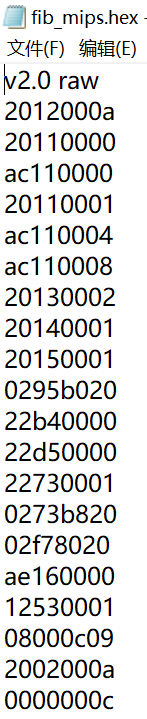 fib_mips.hex -
文件(F) 编辑(E)
v2.0 raw
2012000a
20110000
ac110000
20110001
ac110004
ac110008
20130002
20140001
20150001
0295b020
22b40000
22d50000
22730001
0273b820
02f78020
ae160000
12530001
08000c09
2002000a
0000000c